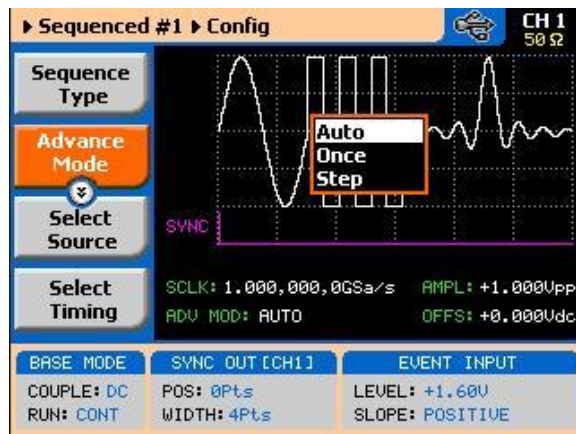 Sequenced #1 ▸ Config
CH 1
50 Ω
Sequence
Type
Advance
Mode
Select
Source
Select
Timing
Auto
Once
Step
SYNC
SCLK: 1.000,000,0GSa/s AMPL: +1.000Vpp
ADV MOD: AUTO OFFS: +0.000Vdc
BASE MODE SYNC OUT [CH1] EVENT INPUT
COUPLE: DC POS: 0Pts LEVEL: +1.60V
RUN: CONT WIDTH: 4Pts SLOPE: POSITIVE